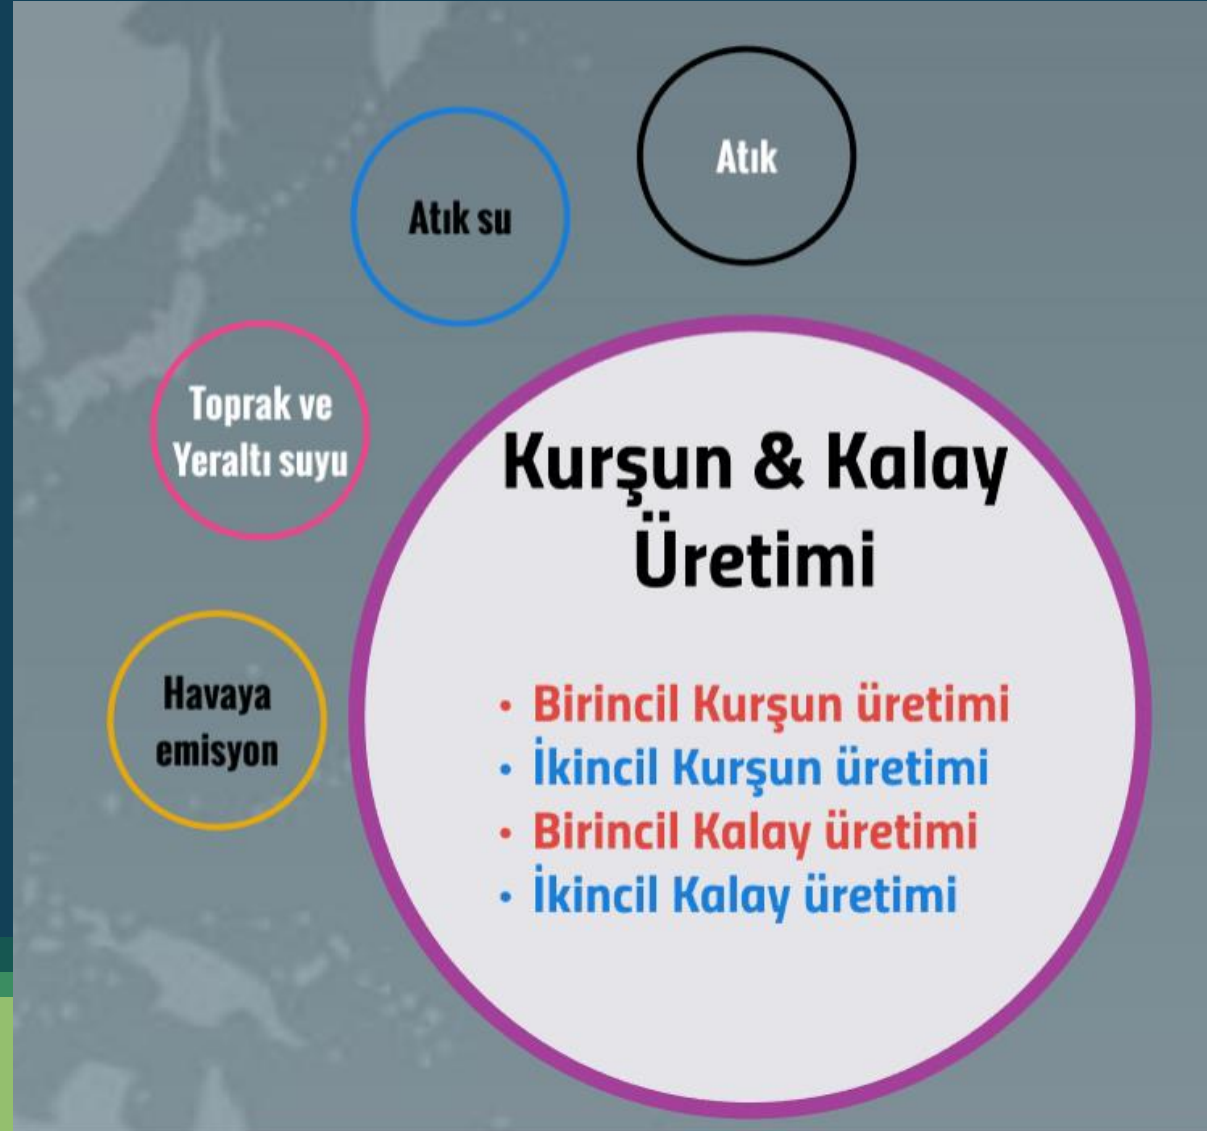 Atık
Atık su
Toprak ve
Yeraltı suyu
Havaya
emisyon
Kurşun & Kalay
Üretimi
• Birincil Kurşun üretimi
• İkincil Kurşun üretimi
• Birincil Kalay üretimi
• İkincil Kalay üretimi